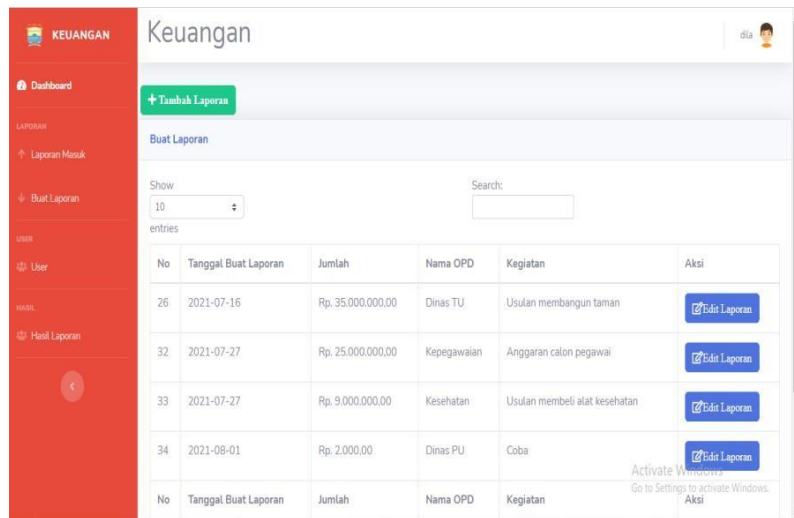 KEUANGAN
Keuangan
dila
Dashboard
LAPORAN
Laporan Masuk
Buat Laporan
USER
User
HASIL
Hasil Laporan
Tambah Laporan
Buat Laporan
Show
10
entries
Search:
No Tanggal Buat Laporan Jumlah Nama OPD Kegiatan Aksi
26 2021-07-16 Rp. 35.000.000,00 Dinas TU Usulan membangun taman Edit Laporan
32 2021-07-27 Rp. 25.000.000,00 Kepegawaian Anggaran calon pegawai Edit Laporan
33 2021-07-27 Rp. 9.000.000,00 Kesehatan Usulan membeli alat kesehatan Edit Laporan
34 2021-08-01 Rp. 2.000,00 Dinas PU Coba Edit Laporan
No Tanggal Buat Laporan Jumlah Nama OPD Kegiatan Aksi
Activate Windows
Go to Settings to activate Windows.